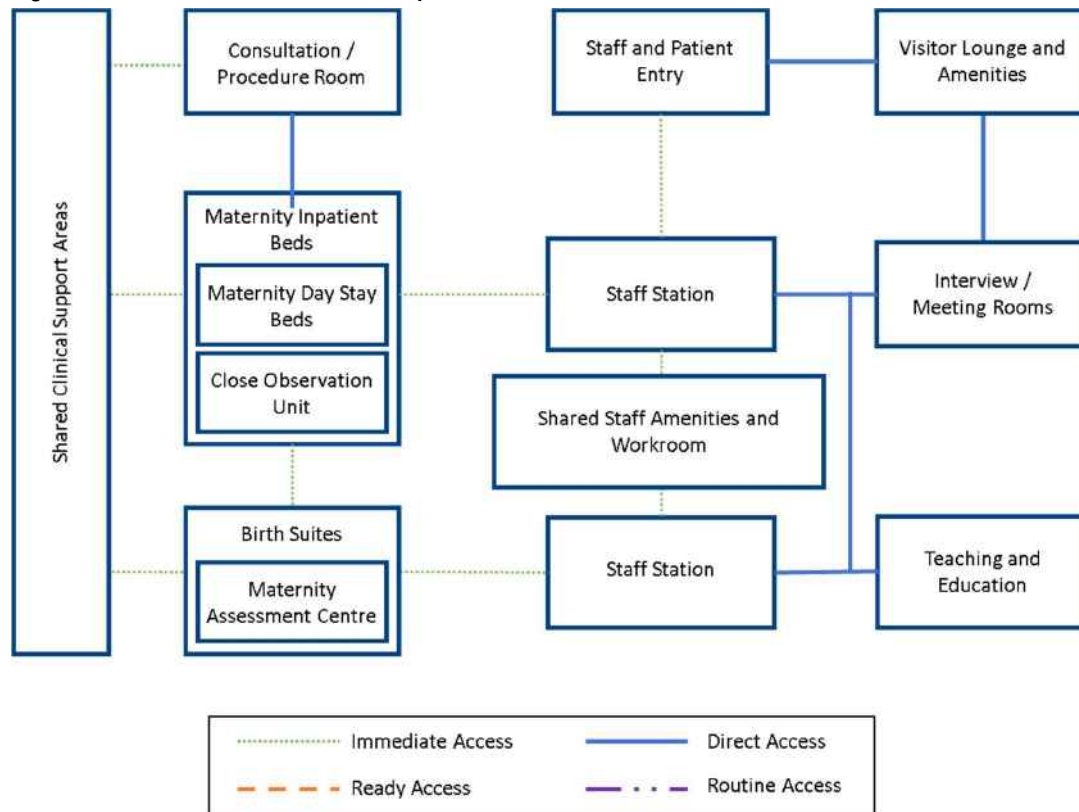 Consultation /
Procedure Room
Staff and Patient
Entry
Visitor Lounge and
Amenities
Shared Clinical Support Areas
Maternity Inpatient
Beds
Maternity Day Stay
Beds
Close Observation
Unit
Staff Station
Interview /
Meeting Rooms
Shared Staff Amenities and
Workroom
Birth Suites
Maternity
Assessment Centre
Staff Station
Teaching and
Education
Immediate Access
Direct Access
Ready Access
Routine Access